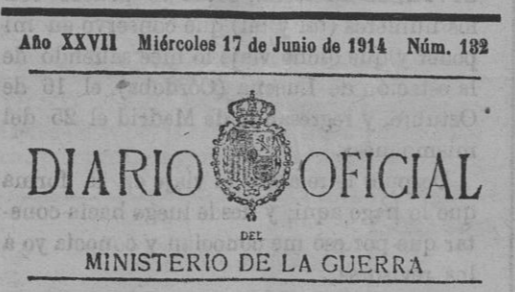 Año XXVII Miércoles 17 de Junio de 1914 Núm. 132
DIARIO OFICIAL
DEL
MINISTERIO DE LA GUERRA